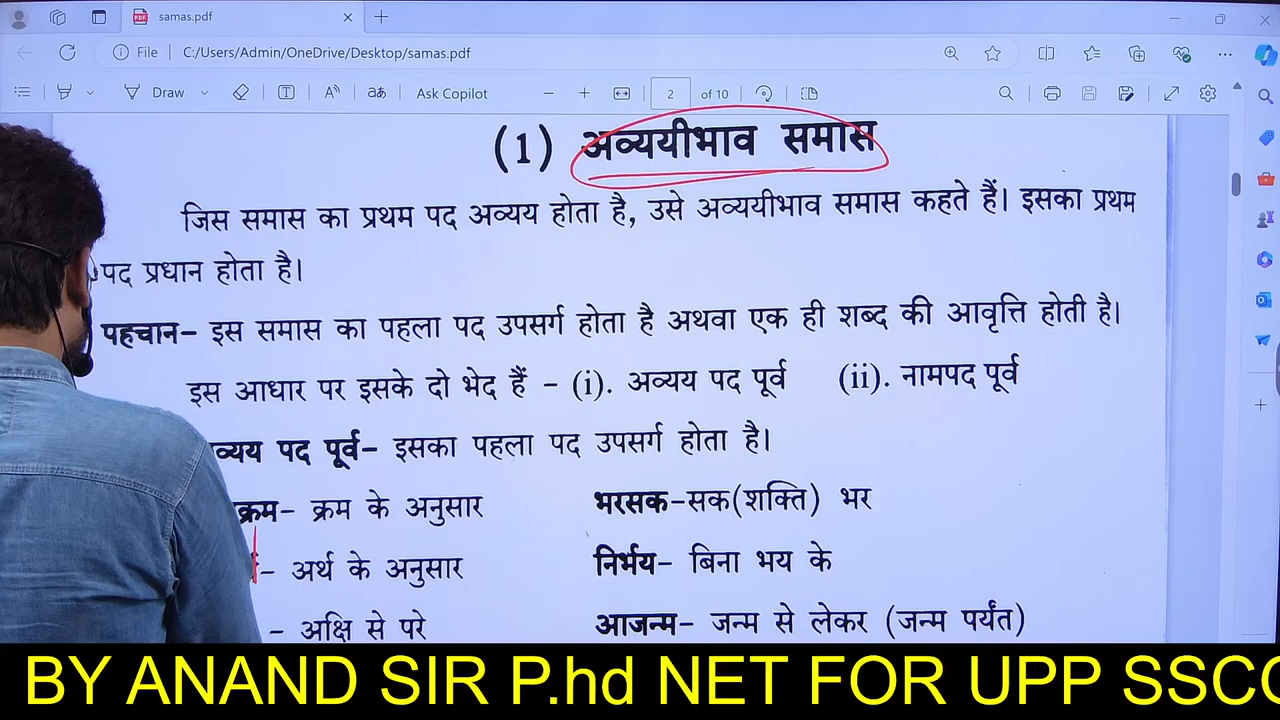 samas.pdf
File C:/Users/Admin/OneDrive/Desktop/samas.pdf
Draw Ask Copilot 2 of 10
(1) अव्ययीभाव समास
जिस समास का प्रथम पद अव्यय होता है, उसे अव्ययीभाव समास कहते हैं। इसका प्रथम
पद प्रधान होता है।
पहचान– इस समास का पहला पद उपसर्ग होता है अथवा एक ही शब्द की आवृत्ति होती है।
इस आधार पर इसके दो भेद हैं – (i). अव्यय पद पूर्व (ii). नामपद पूर्व
व्यय पद पूर्व– इसका पहला पद उपसर्ग होता है।
क्रम– क्रम के अनुसार भरसक–सक(शक्ति) भर
– अर्थ के अनुसार निर्भय– बिना भय के
– अक्षि से परे आजन्म– जन्म से लेकर (जन्म पर्यंत)
BY ANAND SIR P.hd NET FOR UPP SSCG